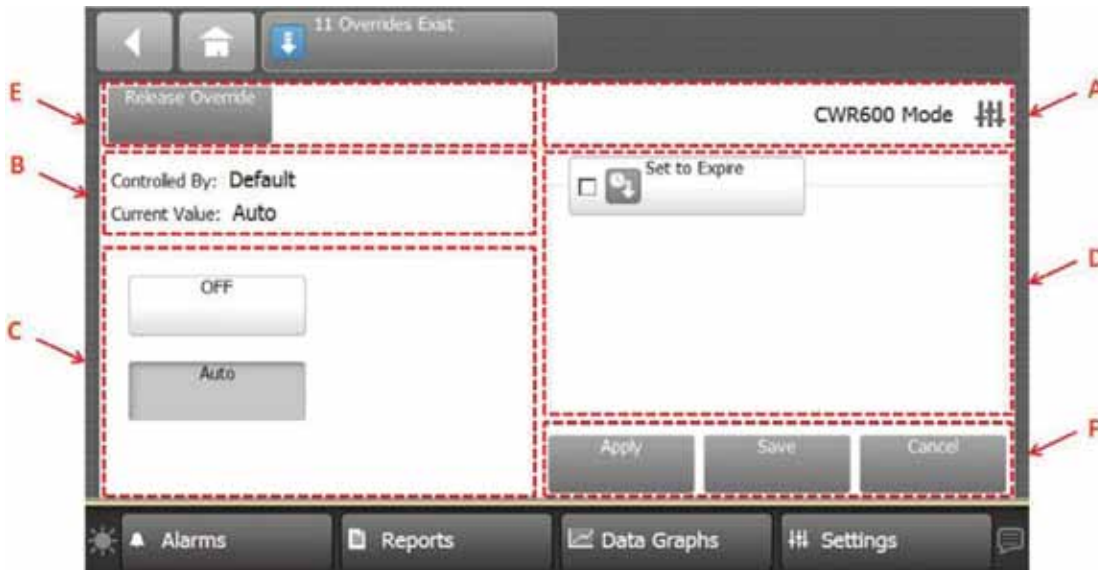 11 Overrides Exist
E
A
Release Override
CWR600 Mode
B
Set to Expire
Controlled By: Default
Current Value: Auto
D
OFF
C
Auto
F
Apply Save Cancel
Alarms Reports Data Graphs Settings